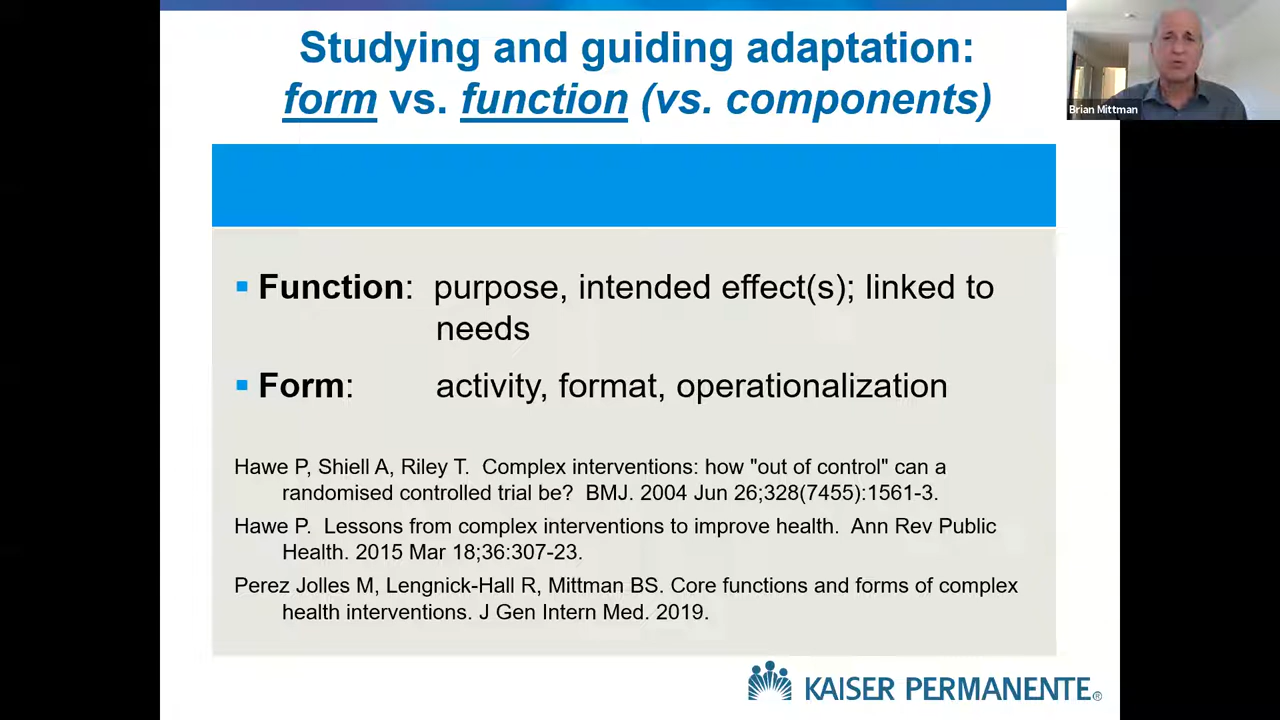 Studying and guiding adaptation:
form vs. function (vs. components)
Brian Mittman
▪ Function: purpose, intended effect(s); linked to
needs
▪ Form: activity, format, operationalization
Hawe P, Shiell A, Riley T. Complex interventions: how "out of control" can a
randomised controlled trial be? BMJ. 2004 Jun 26;328(7455):1561-3.
Hawe P. Lessons from complex interventions to improve health. Ann Rev Public
Health. 2015 Mar 18;36:307-23.
Perez Jolles M, Lengnick-Hall R, Mittman BS. Core functions and forms of complex
health interventions. J Gen Intern Med. 2019.
KAISER PERMANENTE®